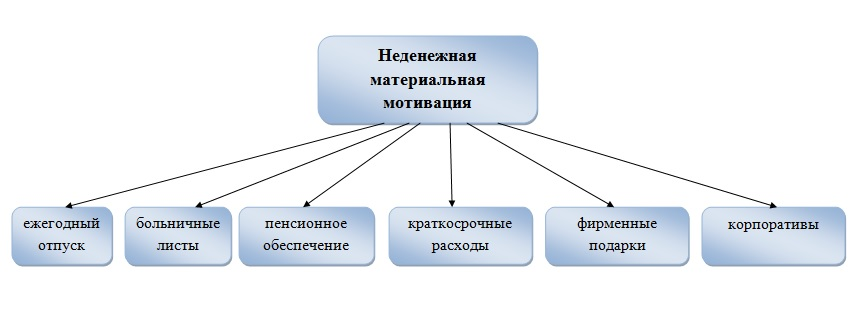 Неденежная
материальная
мотивация
ежегодный
отпуск
больничные
листы
пенсионное
обеспечение
краткосрочные
расходы
фирменные
подарки
корпоративы